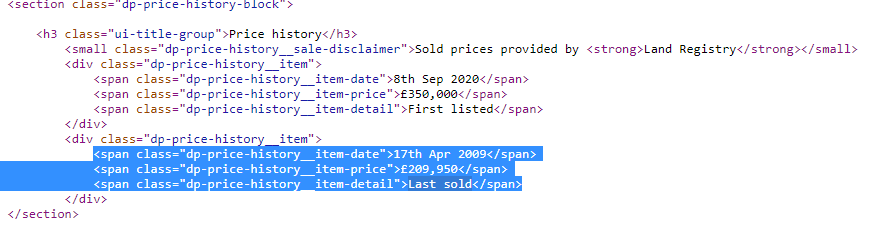 <section class="dp-price-history-block">
<h3 class="ui-title-group">Price history</h3>
<small class="dp-price-history__sale-disclaimer">Sold prices provided by <strong>Land Registry</strong></small>
<div class="dp-price-history__item">
<span class="dp-price-history__item-date">8th Sep 2020</span>
<span class="dp-price-history__item-price">£350,000</span>
<span class="dp-price-history__item-detail">First listed</span>
</div>
<div class="dp-price-history__item">
<span class="dp-price-history__item-date">17th Apr 2009</span>
<span class="dp-price-history__item-price">£209,950</span>
<span class="dp-price-history__item-detail">Last sold</span>
</div>
</section>